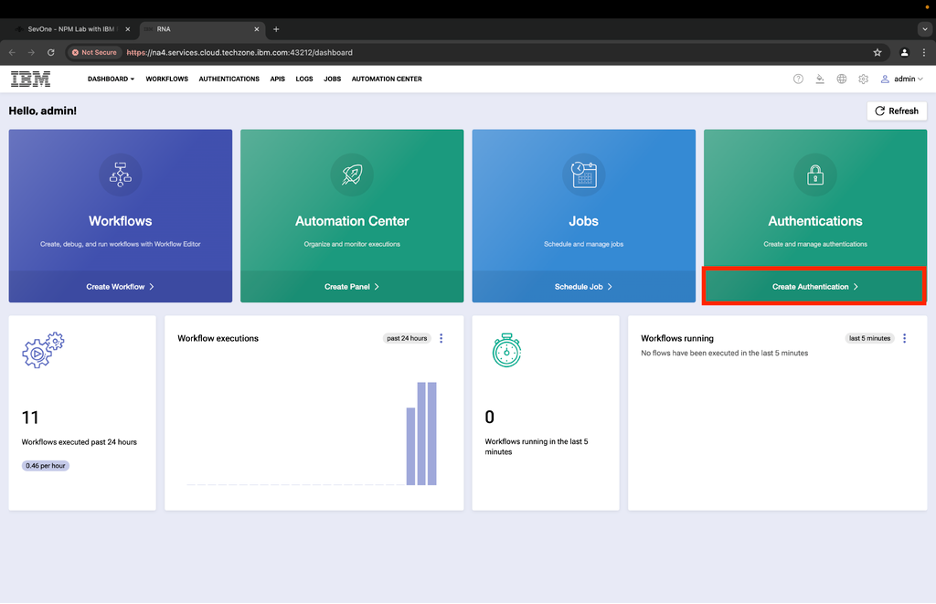 SevOne - NPM Lab with IBM
RNA
Not Secure
https://na4.services.cloud.techzone.ibm.com:43212/dashboard
IBM
DASHBOARD
WORKFLOWS
AUTHENTICATIONS
APIS
LOGS
JOBS
AUTOMATION CENTER
admin
Hello, admin!
Refresh
Workflows
Create, debug, and run workflows with Workflow Editor
Create Workflow
Automation Center
Organize and monitor executions
Create Panel
Jobs
Schedule and manage jobs
Schedule Job
Authentications
Create and manage authentications
Create Authentication
11
Workflows executed past 24 hours
0.46 per hour
Workflow executions
past 24 hours
0
Workflows running in the last 5
minutes
Workflows running
last 5 minutes
No flows have been executed in the last 5 minutes